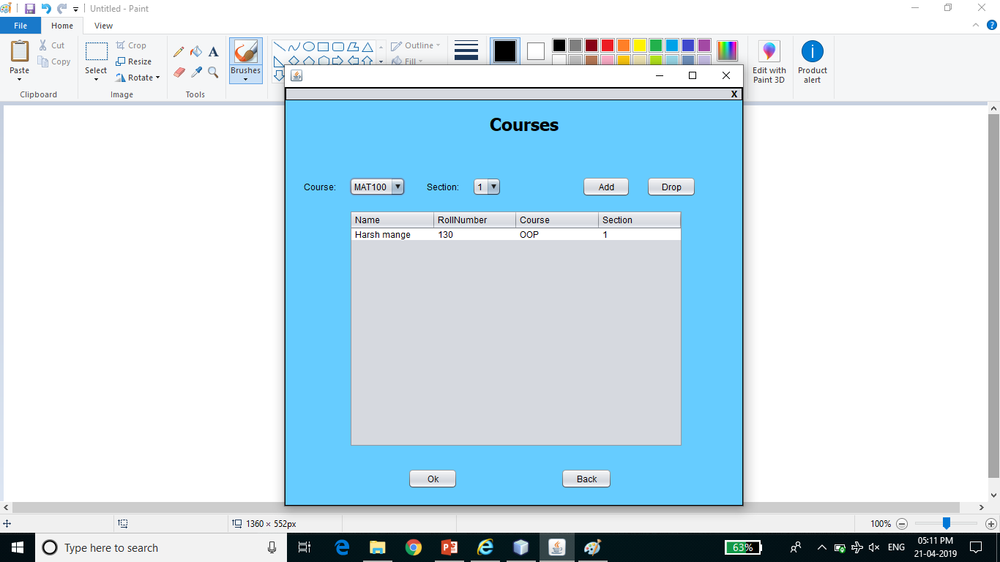 Untitled - Paint
File Home View
Paste
Cut
Copy
Clipboard
Select
Crop
Resize
Rotate
Image
A
Tools
Brushes
Outline
Fill
Edit with
Paint 3D
Product
alert
X
Courses
Course: MAT100 Section: 1 Add Drop
Name RollNumber Course Section
Harsh mange 130 OOP 1
Ok Back
1360 × 552px 100%
Type here to search
63%
ENG
05:11 PM
21-04-2019